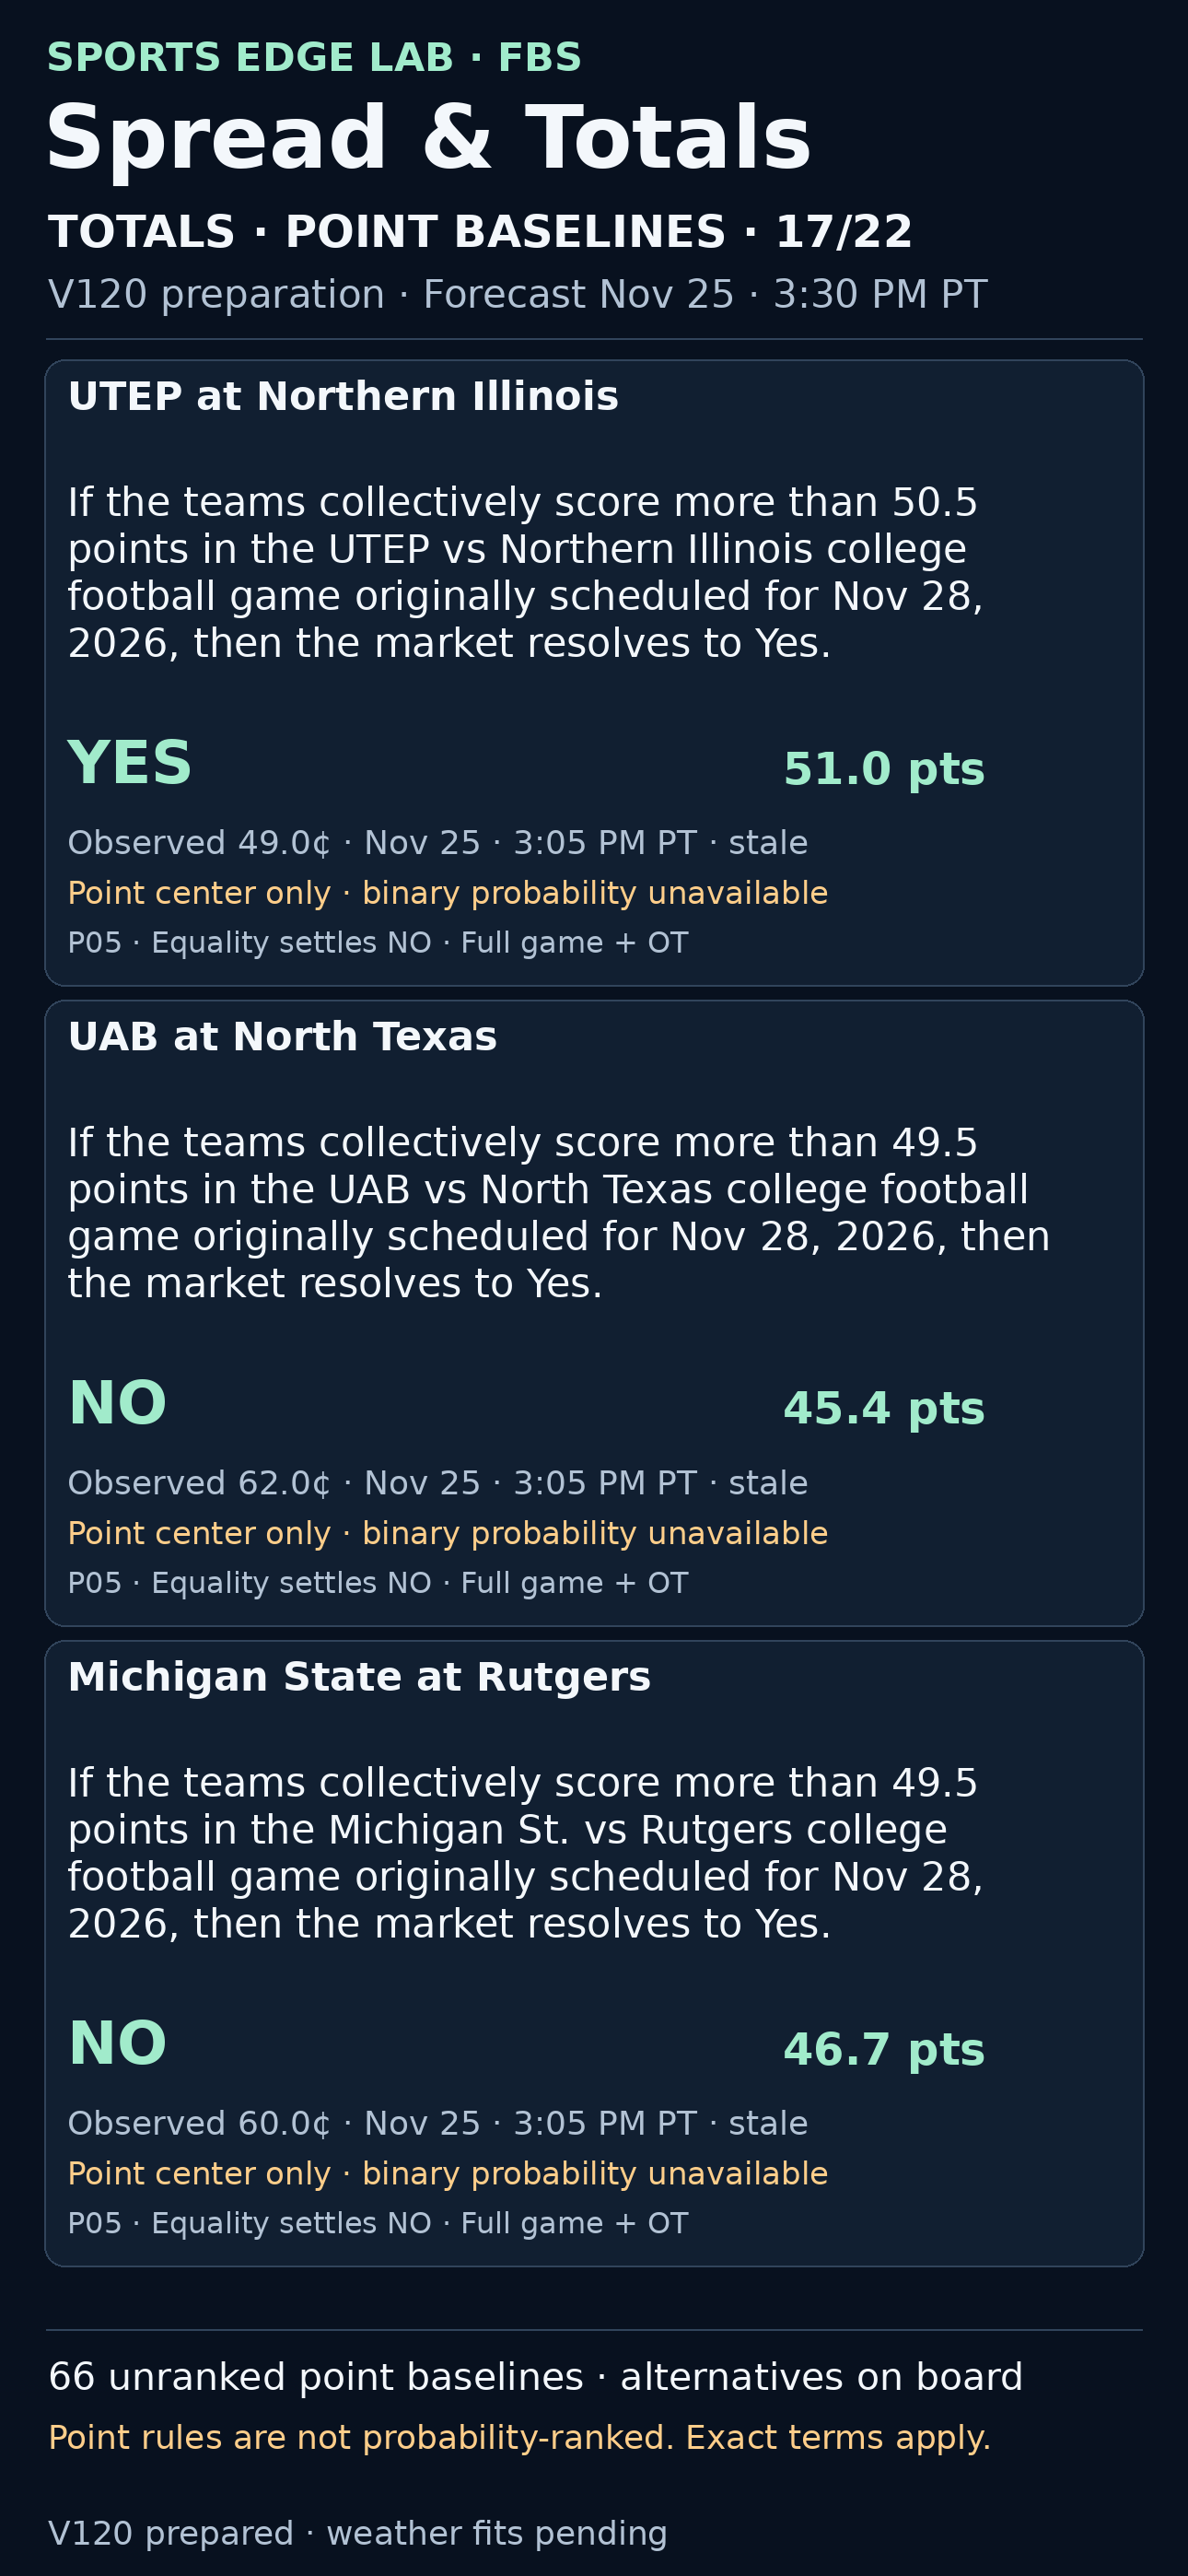 SPORTS EDGE LAB · FBS
Spread & Totals
TOTALS · POINT BASELINES · 17/22
V120 preparation · Forecast Nov 25 · 3:30 PM PT
UTEP at Northern Illinois
If the teams collectively score more than 50.5
points in the UTEP vs Northern Illinois college
football game originally scheduled for Nov 28,
2026, then the market resolves to Yes.
YES 51.0 pts
Observed 49.0¢ · Nov 25 · 3:05 PM PT · stale
Point center only · binary probability unavailable
P05 · Equality settles NO · Full game + OT
UAB at North Texas
If the teams collectively score more than 49.5
points in the UAB vs North Texas college football
game originally scheduled for Nov 28, 2026, then
the market resolves to Yes.
NO 45.4 pts
Observed 62.0¢ · Nov 25 · 3:05 PM PT · stale
Point center only · binary probability unavailable
P05 · Equality settles NO · Full game + OT
Michigan State at Rutgers
If the teams collectively score more than 49.5
points in the Michigan St. vs Rutgers college
football game originally scheduled for Nov 28,
2026, then the market resolves to Yes.
NO 46.7 pts
Observed 60.0¢ · Nov 25 · 3:05 PM PT · stale
Point center only · binary probability unavailable
P05 · Equality settles NO · Full game + OT
66 unranked point baselines · alternatives on board
Point rules are not probability-ranked. Exact terms apply.
V120 prepared · weather fits pending